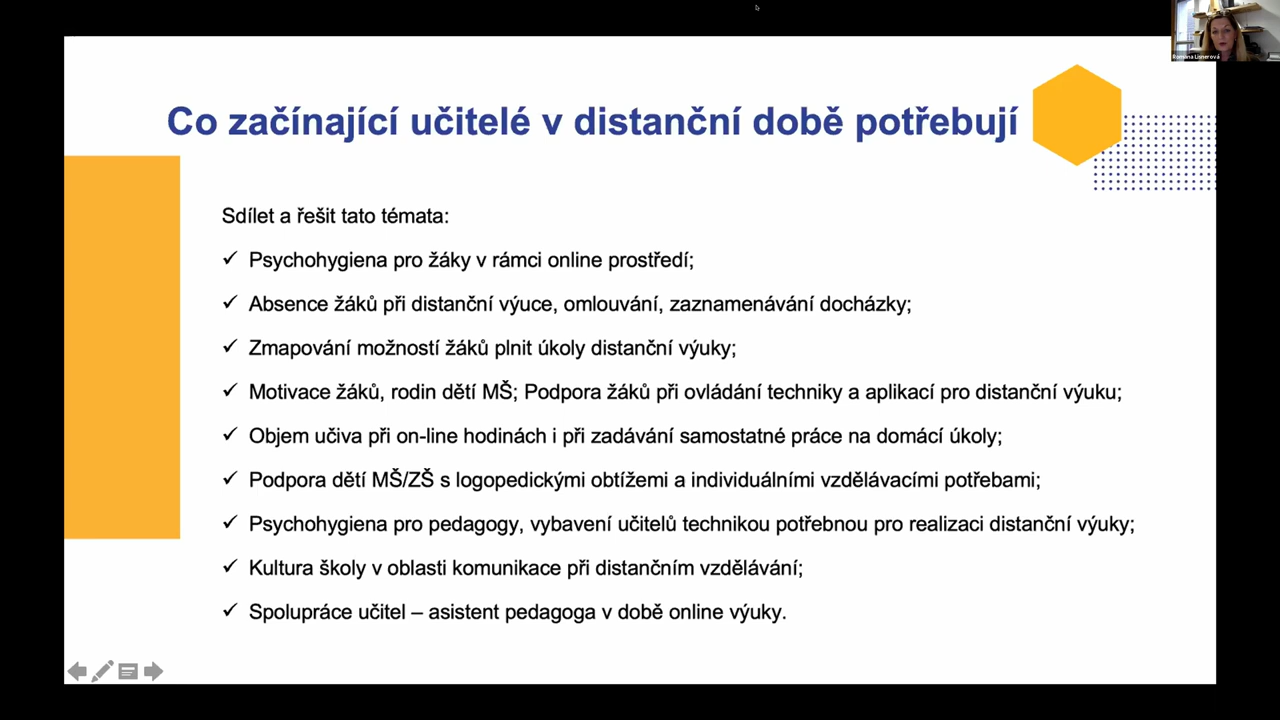 Co začínající učitelé v distanční době potřebují
Sdílet a řešit tato témata:
✓ Psychohygiena pro žáky v rámci online prostředí;
✓ Absence žáků při distanční výuce, omlouvání, zaznamenávání docházky;
✓ Zmapování možností žáků plnit úkoly distanční výuky;
✓ Motivace žáků, rodin dětí MŠ; Podpora žáků při ovládání techniky a aplikací pro distanční výuku;
✓ Objem učiva při on-line hodinách i při zadávání samostatné práce na domácí úkoly;
✓ Podpora dětí MŠ/ZŠ s logopedickými obtížemi a individuálními vzdělávacími potřebami;
✓ Psychohygiena pro pedagogy, vybavení učitelů technikou potřebnou pro realizaci distanční výuky;
✓ Kultura školy v oblasti komunikace při distančním vzdělávání;
✓ Spolupráce učitel – asistent pedagoga v době online výuky.
Romana Lisnerová